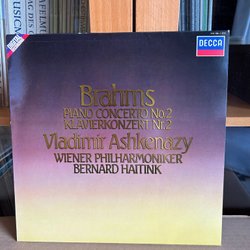 DECCA
Brahms
PIANO CONCERTO No.2
KLAVIERKONZERT Nr.2
Vladimir Ashkenazy
WIENER PHILHARMONIKER
BERNARD HAITINK